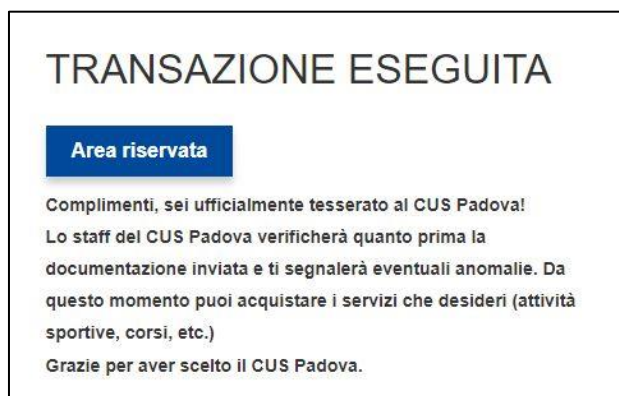 TRANSAZIONE ESEGUITA
Area riservata
Complimenti, sei ufficialmente tesserato al CUS Padova!
Lo staff del CUS Padova verificherà quanto prima la
documentazione inviata e ti segnalerà eventuali anomalie. Da
questo momento puoi acquistare i servizi che desideri (attività
sportive, corsi, etc.)
Grazie per aver scelto il CUS Padova.